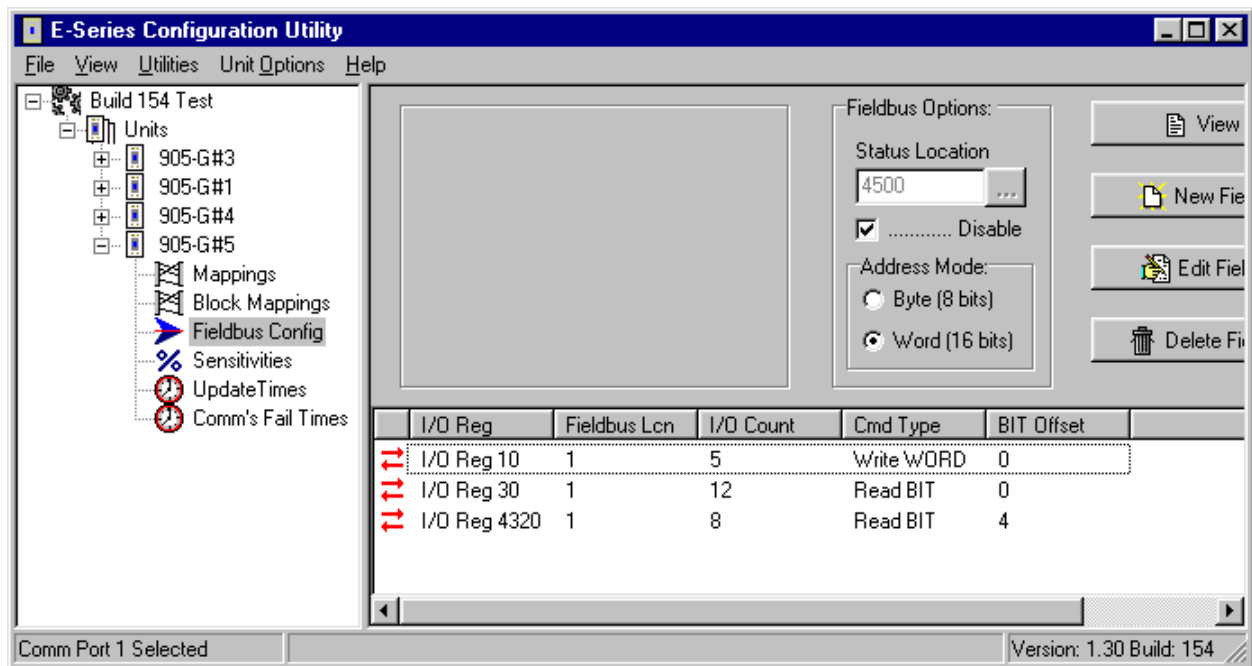 E-Series Configuration Utility
File View Utilities Unit Options Help
Build 154 Test
Units
905-G#3
905-G#1
905-G#4
905-G#5
Mappings
Block Mappings
Fieldbus Config
Sensitivities
UpdateTimes
Comm's Fail Times
Fieldbus Options:
Status Location
4500 ...
............ Disable
Address Mode:
Byte (8 bits)
Word (16 bits)
View
New Fie
Edit Fiel
Delete Fi
I/O Reg Fieldbus Lcn I/O Count Cmd Type BIT Offset
I/O Reg 10 1 5 Write WORD 0
I/O Reg 30 1 12 Read BIT 0
I/O Reg 4320 1 8 Read BIT 4
Comm Port 1 Selected Version: 1.30 Build: 154